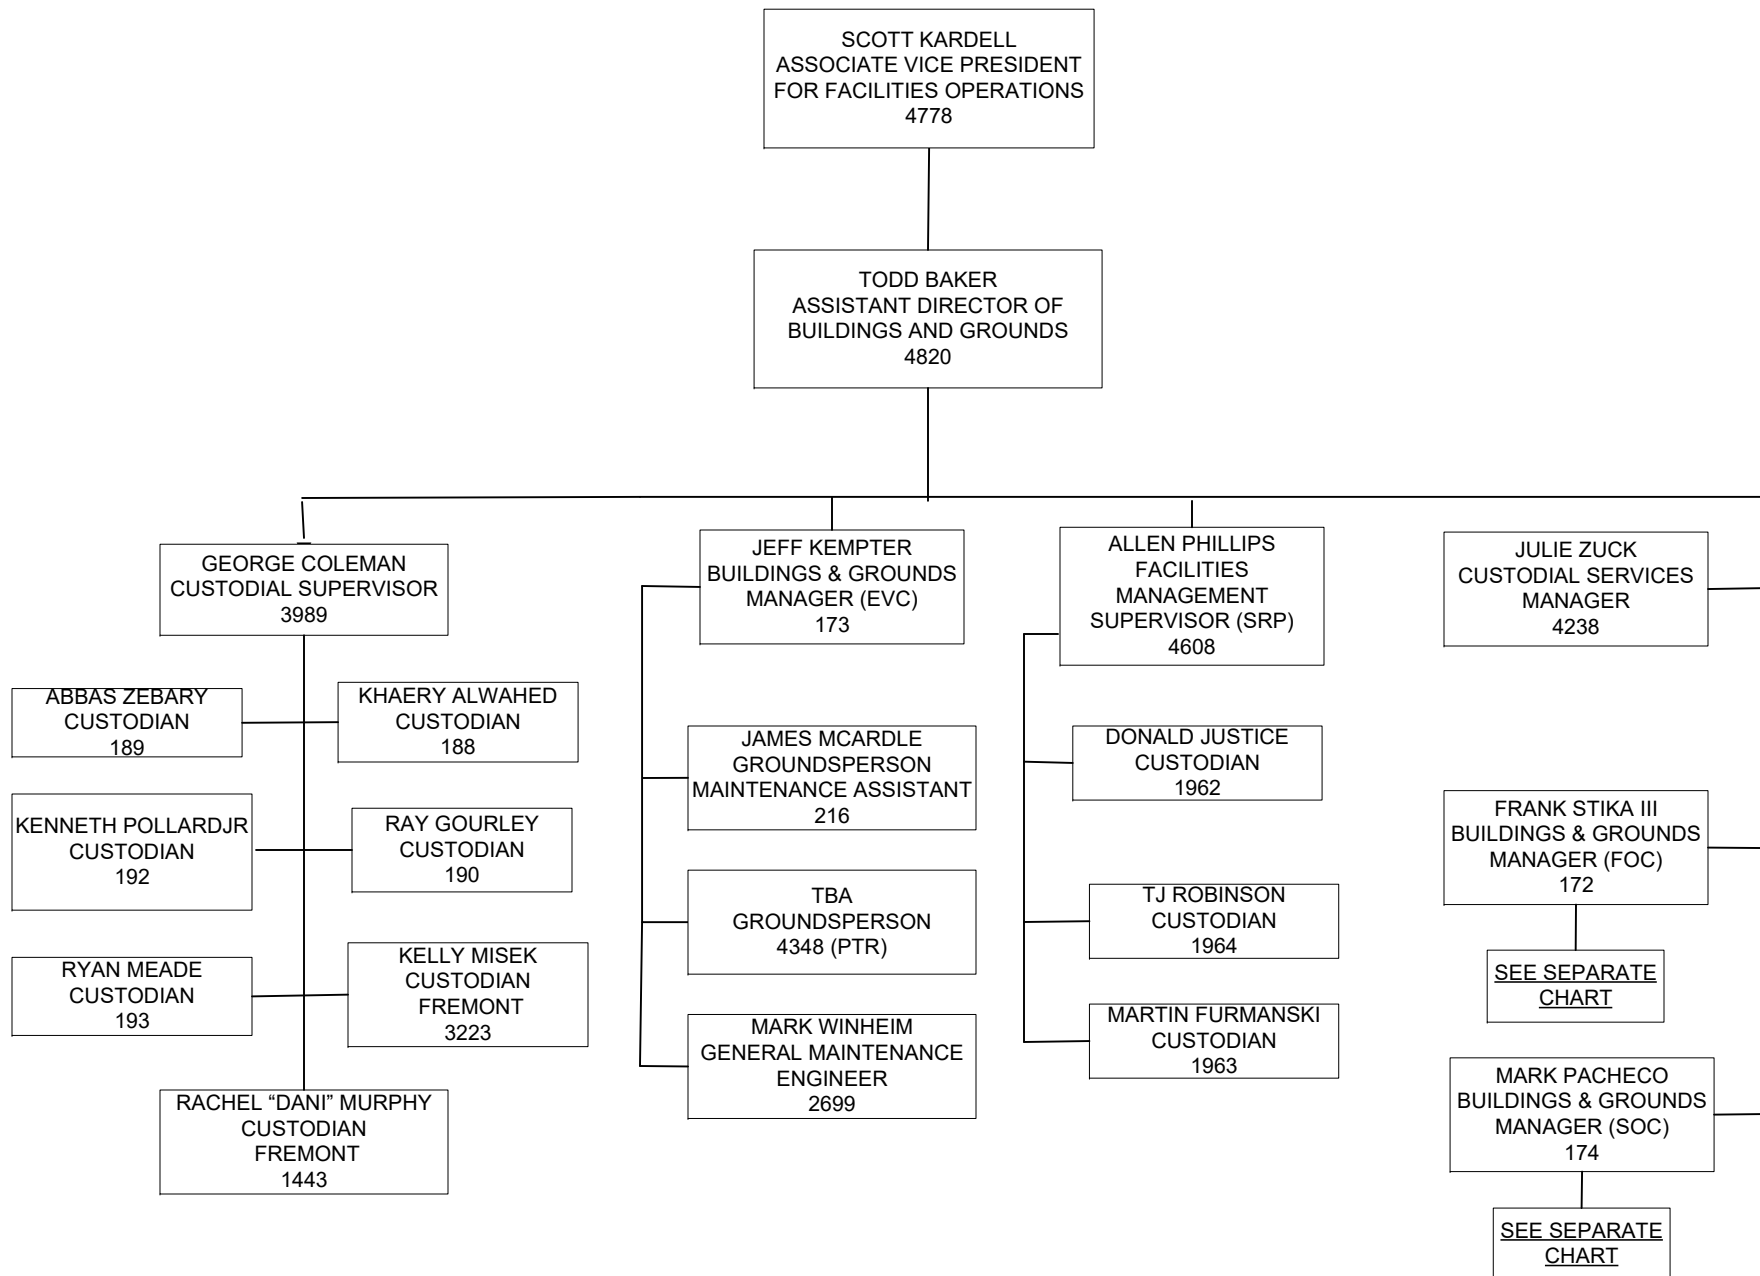 SCOTT KARDELL
ASSOCIATE VICE PRESIDENT
FOR FACILITIES OPERATIONS
4778
TODD BAKER
ASSISTANT DIRECTOR OF
BUILDINGS AND GROUNDS
4820
GEORGE COLEMAN
CUSTODIAL SUPERVISOR
3989
ABBAS ZEBARY
CUSTODIAN
189
KHAERY ALWAHED
CUSTODIAN
188
KENNETH POLLARDJR
CUSTODIAN
192
RAY GOURLEY
CUSTODIAN
190
RYAN MEADE
CUSTODIAN
193
KELLY MISEK
CUSTODIAN
FREMONT
3223
RACHEL “DANI” MURPHY
CUSTODIAN
FREMONT
1443
JEFF KEMPTER
BUILDINGS & GROUNDS
MANAGER (EVC)
173
JAMES MCARDLE
GROUNDSPERSON
MAINTENANCE ASSISTANT
216
TBA
GROUNDSPERSON
4348 (PTR)
MARK WINHEIM
GENERAL MAINTENANCE
ENGINEER
2699
ALLEN PHILLIPS
FACILITIES
MANAGEMENT
SUPERVISOR (SRP)
4608
DONALD JUSTICE
CUSTODIAN
1962
TJ ROBINSON
CUSTODIAN
1964
MARTIN FURMANSKI
CUSTODIAN
1963
JULIE ZUCK
CUSTODIAL SERVICES
MANAGER
4238
FRANK STIKA III
BUILDINGS & GROUNDS
MANAGER (FOC)
172
SEE SEPARATE
CHART
MARK PACHECO
BUILDINGS & GROUNDS
MANAGER (SOC)
174
SEE SEPARATE
CHART